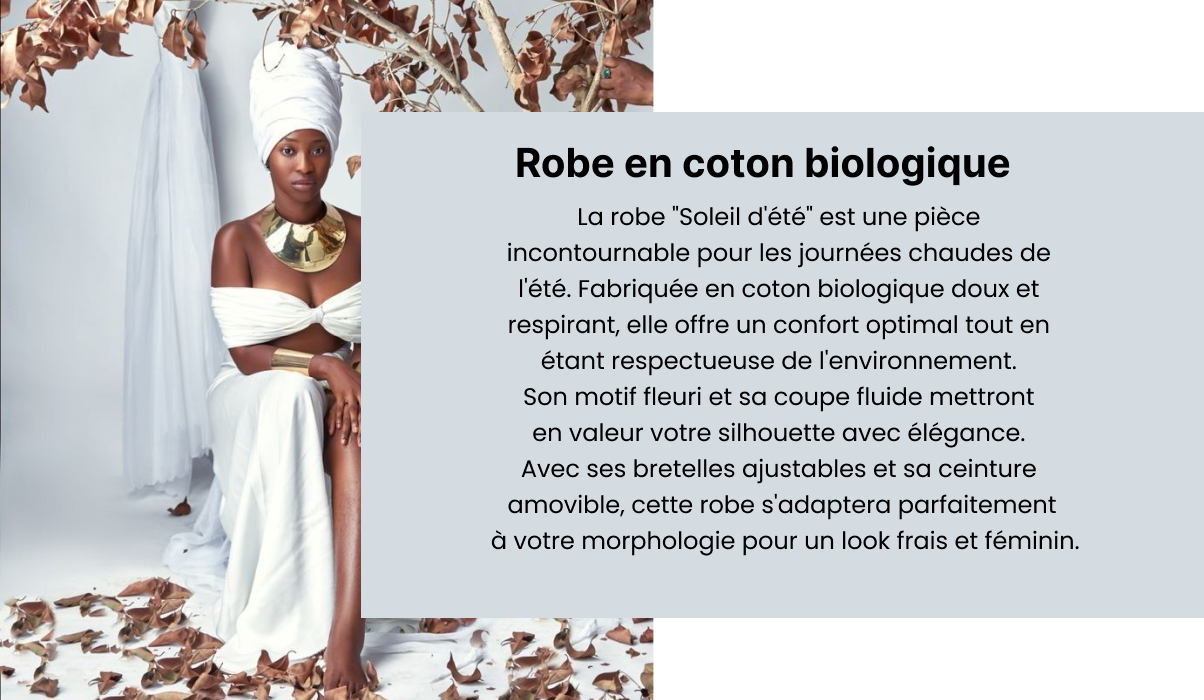 Robe en coton biologique
La robe "Soleil d'été" est une pièce
incontournable pour les journées chaudes de
l'été. Fabriquée en coton biologique doux et
respirant, elle offre un confort optimal tout en
étant respectueuse de l'environnement.
Son motif fleuri et sa coupe fluide mettront
en valeur votre silhouette avec élégance.
Avec ses bretelles ajustables et sa ceinture
amovible, cette robe s'adaptera parfaitement
à votre morphologie pour un look frais et féminin.